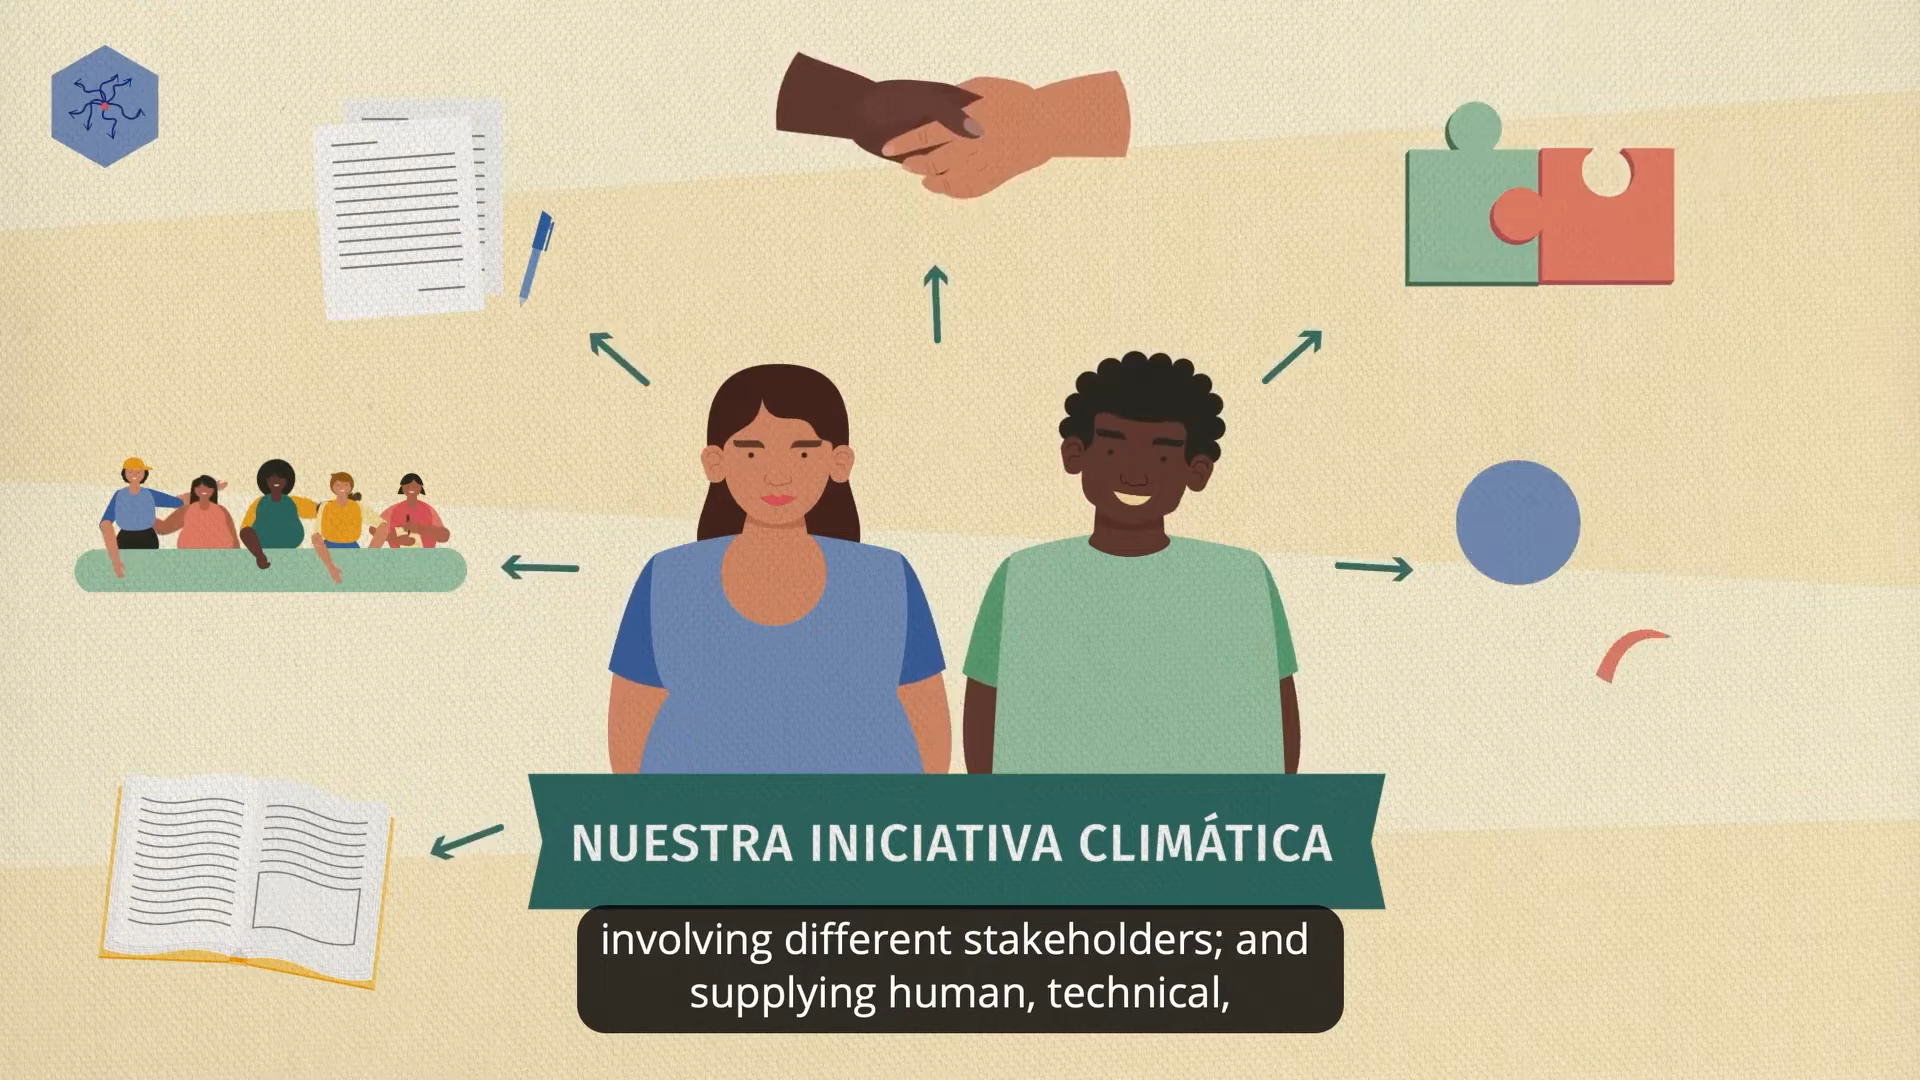 NUESTRA INICIATIVA CLIMÁTICA
involving different stakeholders; and
supplying human, technical,